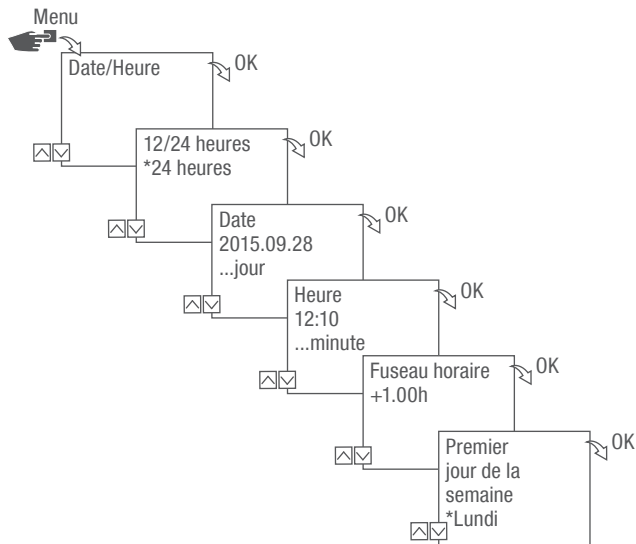 Menu
Date/Heure
OK
12/24 heures
*24 heures
OK
Date
2015.09.28
...jour
OK
Heure
12:10
...minute
OK
Fuseau horaire
+1.00h
OK
Premier
jour de la
semaine
*Lundi
OK